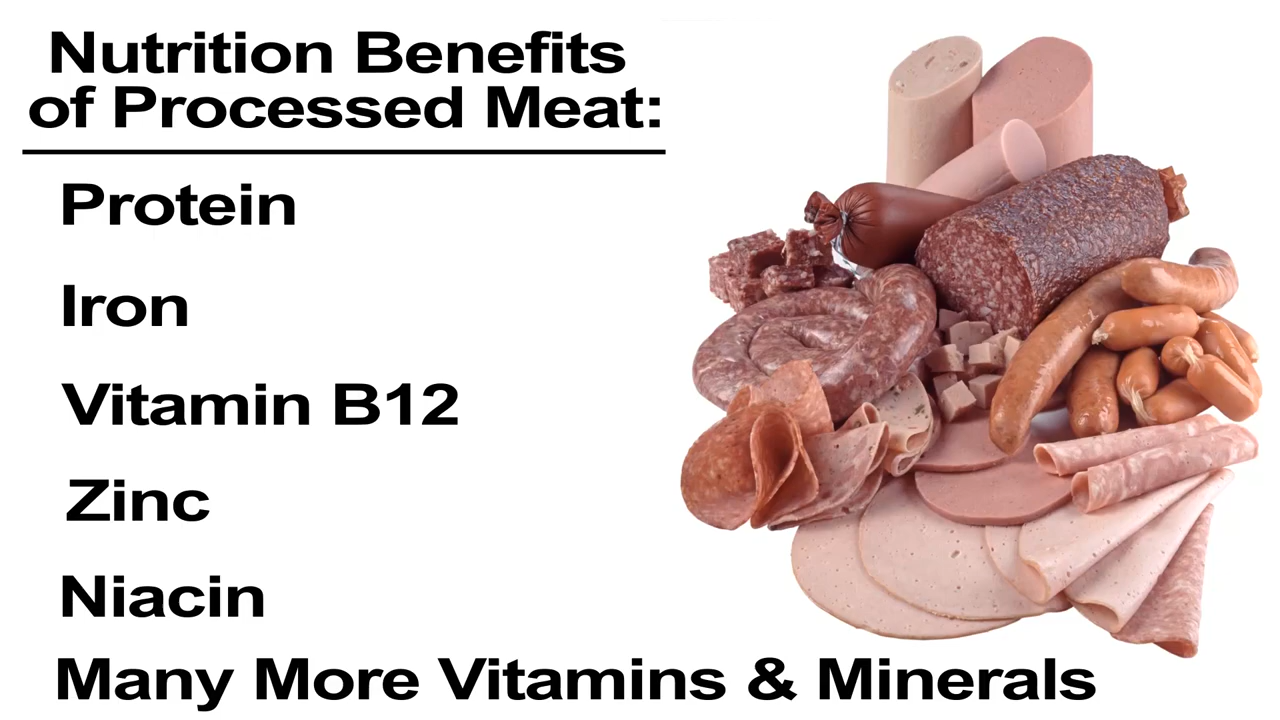 Nutrition Benefits
of Processed Meat:
Protein
Iron
Vitamin B12
Zinc
Niacin
Many More Vitamins & Minerals